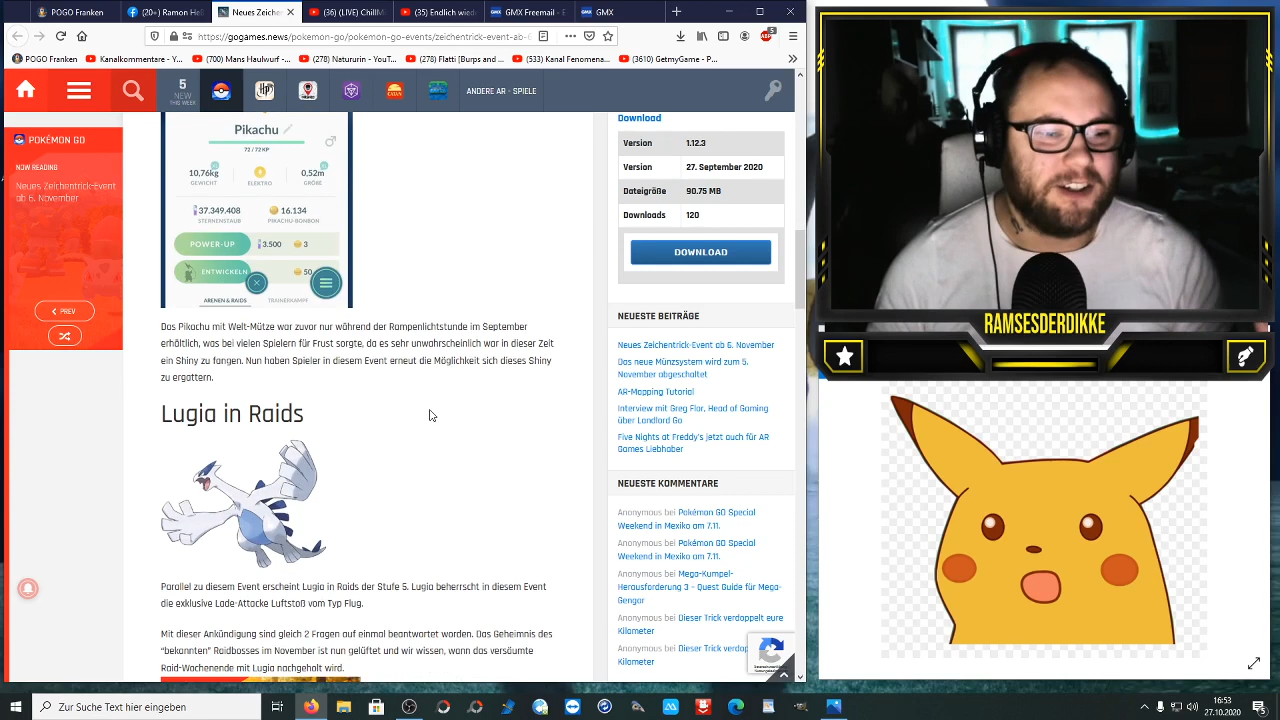 POGO Franken
(20+) Ramon Hell
Neues Zeichen
(36) (LIVE) ChillM
(35) Endlich wiede
GMX Freemail - E
GMX
https://gogames.news/pokemon-go/pokemon-go-events/zeichentrick-event-ab-6
POGO Franken
Kanalkommentare - Y...
(700) Mans Haulwurf -...
(278) Naturürin - YouT...
(278) Flatti [Burps and ...
(533) Kanal Fenomena...
(3610) GetmyGame - P...
5
NEW
THIS WEEK
ANDERE AR - SPIELE
POKÉMON GO
NOW READING
Neues Zeichentrick-Event
ab 6. November
PREV
Pikachu
72 / 72 KP
10,76kg
GEWICHT
ELEKTRO
0,52m
GRÖßE
37.349.408
STERNENSTAUB
16.134
PIKACHU-BONBON
POWER-UP
3.500
3
ENTWICKELN
50
ARENEN & RAIDS
TRAINERKÄMPF
Das Pikachu mit Welt-Mütze war zuvor nur während der Rampenlichtstunde im September
erhältlich, was bei vielen Spielern für Frust sorgte, da es sehr unwahrscheinlich war in dieser Zeit
ein Shiny zu fangen. Nun haben Spieler in diesem Event erneut die Möglichkeit sich dieses Shiny
zu ergattern.
Lugia in Raids
Parallel zu diesem Event erscheint Lugia in Raids der Stufe 5. Lugia beherrscht in diesem Event
die exklusive Lade-Attacke Luftstoß vom Typ Flug.
Mit dieser Ankündigung sind gleich 2 Fragen auf einmal beantwortet worden. Das Geheimnis des
"bekannten" Raidbosses im November ist nun gelüftet und wir wissen, wann das versäumte
Raid-Wochenende mit Lugia nachgeholt wird.
Download
Version 1.12.3
Version 27. September 2020
Dateigröße 90.75 MB
Downloads 120
DOWNLOAD
NEUESTE BEITRÄGE
Neues Zeichentrick-Event ab 6. November
Das neue Münzsystem wird zum 5.
November abgeschaltet
AR-Mapping Tutorial
Interview mit Greg Flor, Head of Gaming
über Landlord Go
Five Nights at Freddy's jetzt auch für AR
Games Liebhaber
NEUESTE KOMMENTARE
Anonymous bei Pokémon GO Special
Weekend in Mexiko am 7.11.
Anonymous bei Pokémon GO Special
Weekend in Mexiko am 7.11.
Anonymous bei Mega-Kumpel-
Herausforderung 3 – Quest Guide für Mega-
Gengar
Anonymous bei Dieser Trick verdoppelt eure
Kilometer
Anonymous bei Dieser Trick verdop
Kilometer
RAMSESDERDIKKE
Zur Suche Text hier eingeben
16:53
27.10.2020